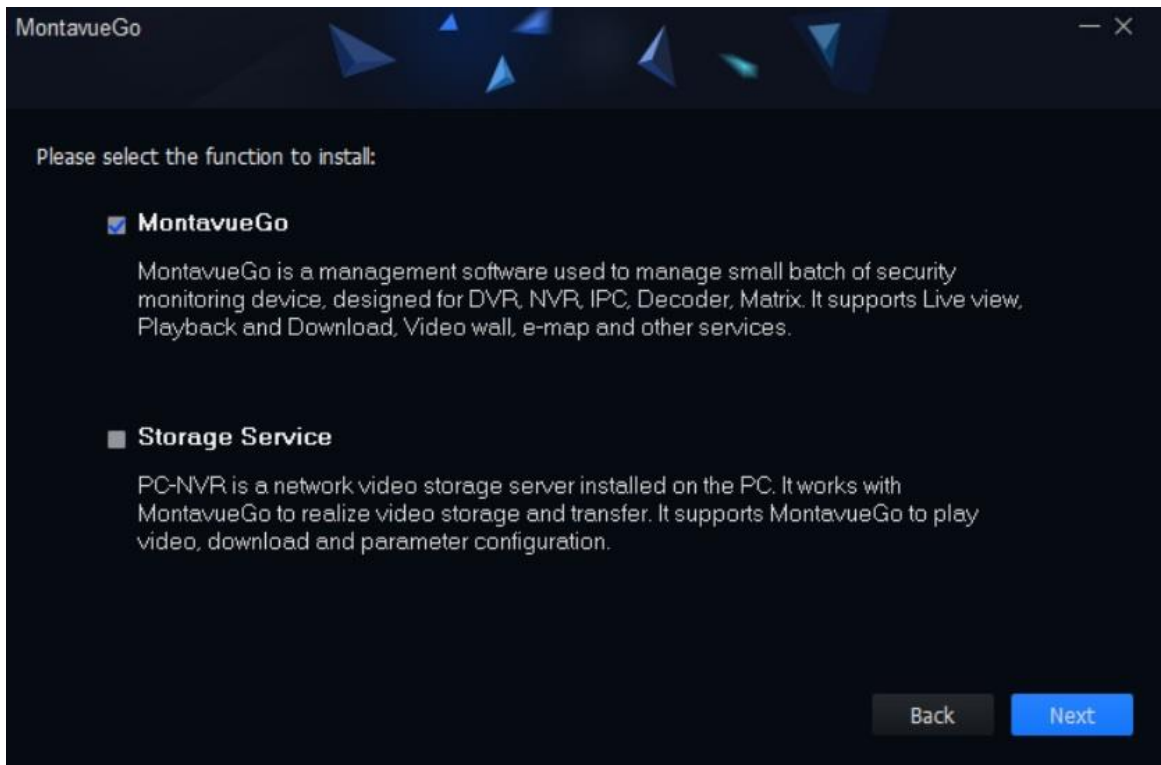 MontavueGo
Please select the function to install:
MontavueGo
MontavueGo is a management software used to manage small batch of security
monitoring device, designed for DVR, NVR, IPC, Decoder, Matrix. It supports Live view,
Playback and Download, Video wall, e-map and other services.
Storage Service
PC-NVR is a network video storage server installed on the PC. It works with
MontavueGo to realize video storage and transfer. It supports MontavueGo to play
video, download and parameter configuration.
Back
Next